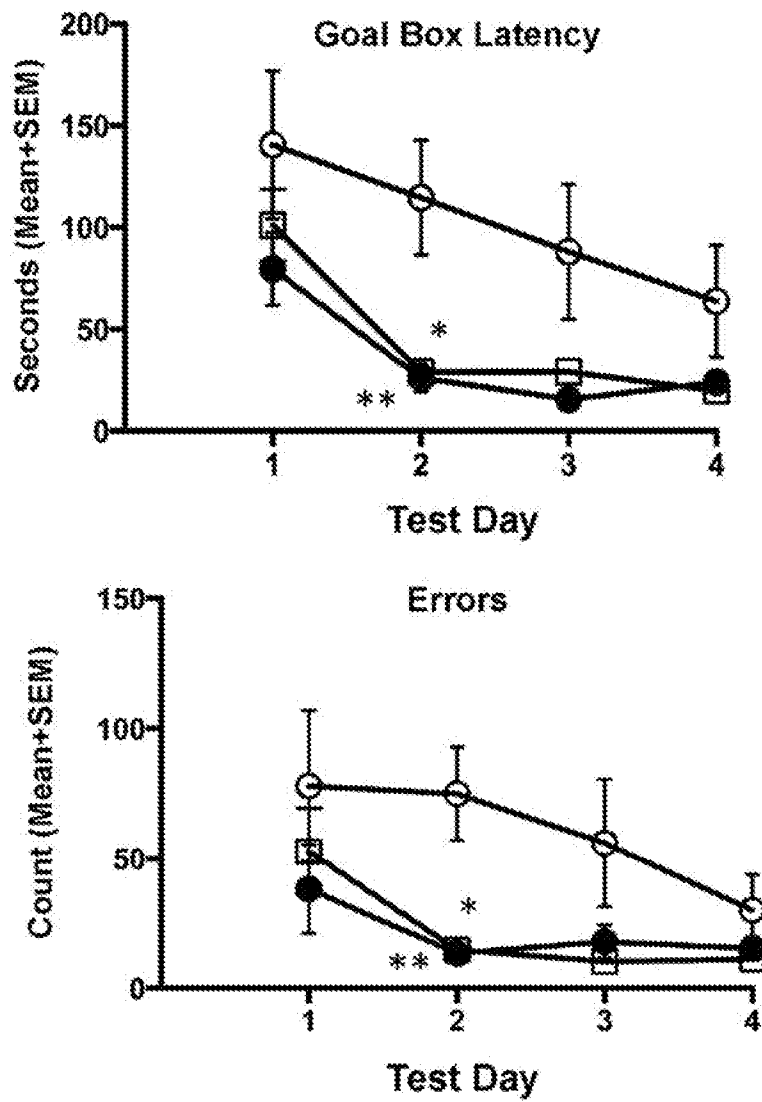 Goal Box Latency
Seconds (Mean+SEM)
200
150
100
50
0
*
**
1 2 3 4
Test Day
Errors
Count (Mean+SEM)
150
100
50
0
*
**
1 2 3 4
Test Day